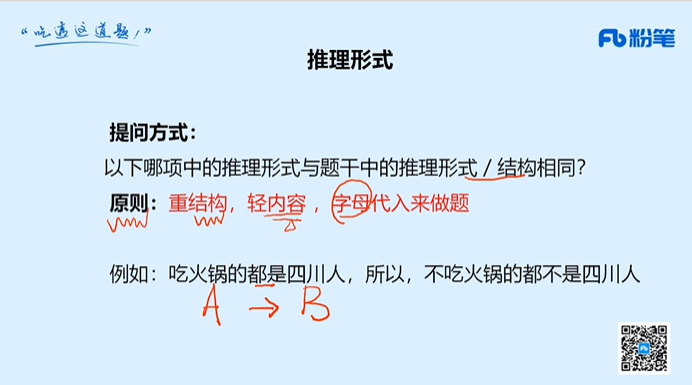 “吃透这道题！”
粉笔
推理形式
提问方式：
以下哪项中的推理形式与题干中的推理形式／结构相同？
原则：重结构，轻内容，字母代入来做题
例如：吃火锅的都是四川人，所以，不吃火锅的都不是四川人
A → B